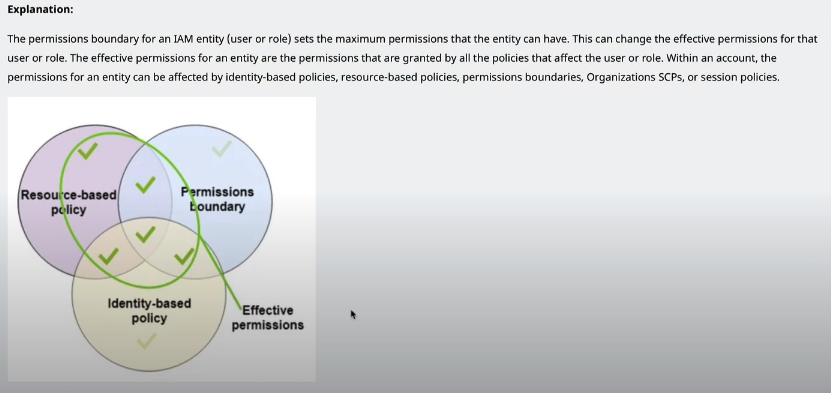 Explanation:
The permissions boundary for an IAM entity (user or role) sets the maximum permissions that the entity can have. This can change the effective permissions for that
user or role. The effective permissions for an entity are the permissions that are granted by all the policies that affect the user or role. Within an account, the
permissions for an entity can be affected by identity-based policies, resource-based policies, permissions boundaries, Organizations SCPs, or session policies.
Resource-based
policy
Permissions
boundary
Identity-based
policy
Effective
permissions